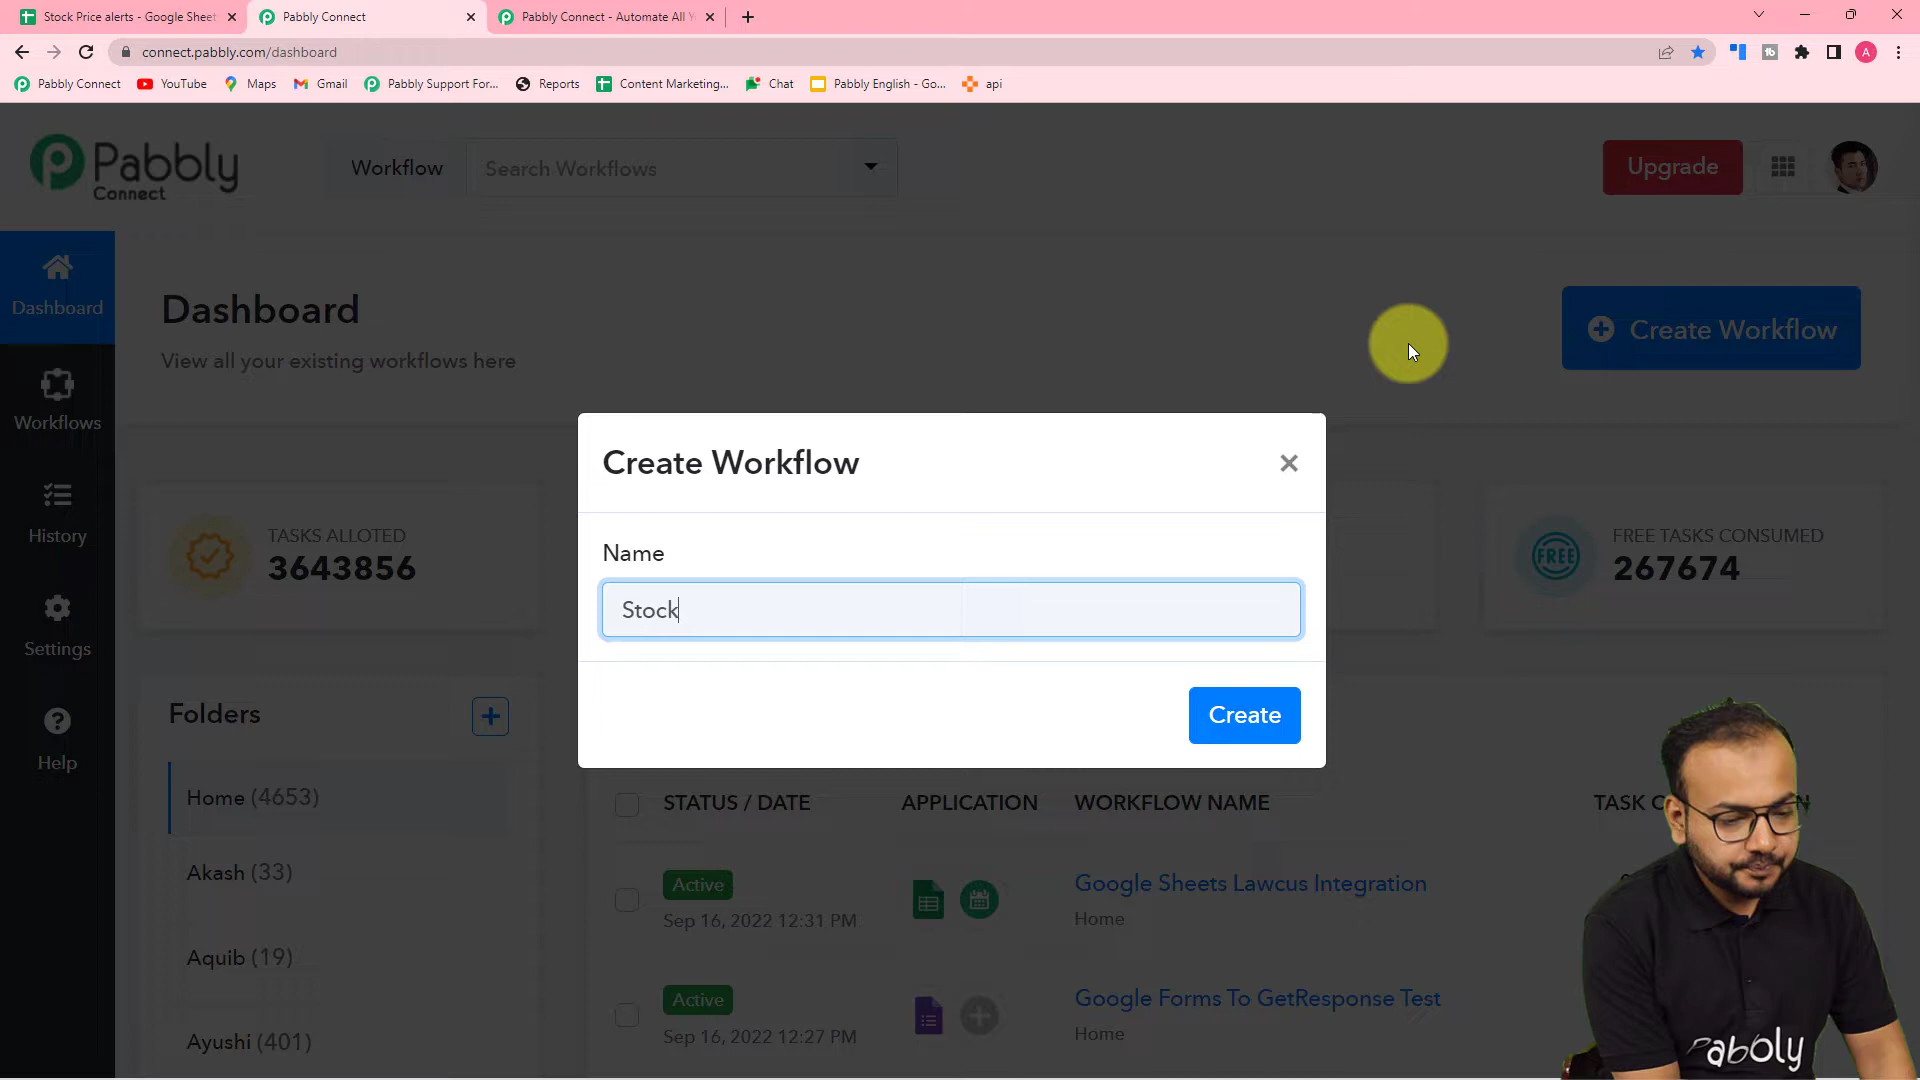 Stock Price alerts - Google Sheet
Pabbly Connect
Pabbly Connect - Automate All Y
connect.pabbly.com/dashboard
A
Pabbly Connect
YouTube
Maps
Gmail
Pabbly Support For...
Reports
Content Marketing...
Chat
Pabbly English - Go...
api
Pabbly
Connect
Workflow
Search Workflows
Upgrade
Dashboard
Workflows
History
Settings
Help
Dashboard
View all your existing workflows here
Create Workflow
Create Workflow
Name
Stock
Create
TASKS ALLOTED
3643856
FREE
FREE TASKS CONSUMED
267674
Folders
Home (4653)
Akash (33)
Aquib (19)
Ayushi (401)
STATUS / DATE
APPLICATION
WORKFLOW NAME
Active
Sep 16, 2022 12:31 PM
Google Sheets Lawcus Integration
Home
Active
Sep 16, 2022 12:27 PM
Google Forms To GetResponse Test
Home
Pabbly